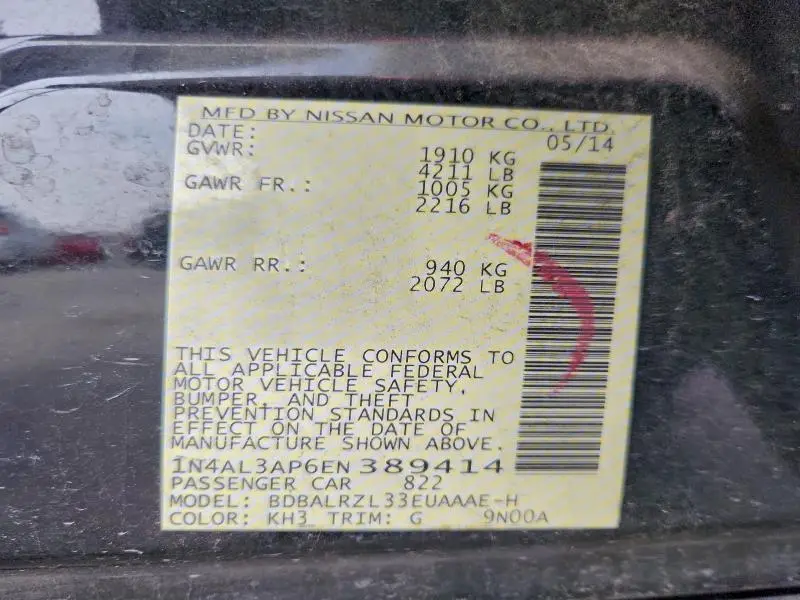 MFD BY NISSAN MOTOR CO., LTD.
DATE: 05/14
GVWR: 1910 KG
4211 LB
GAWR FR.: 1005 KG
2216 LB
GAWR RR.: 940 KG
2072 LB
THIS VEHICLE CONFORMS TO
ALL APPLICABLE FEDERAL
MOTOR VEHICLE SAFETY,
BUMPER, AND THEFT
PREVENTION STANDARDS IN
EFFECT ON THE DATE OF
MANUFACTURE SHOWN ABOVE.
1N4AL3AP6EN389414
PASSENGER CAR 822
MODEL: BDBALRZL33EUAAAE-H
COLOR: KH3 TRIM: G 9N00A